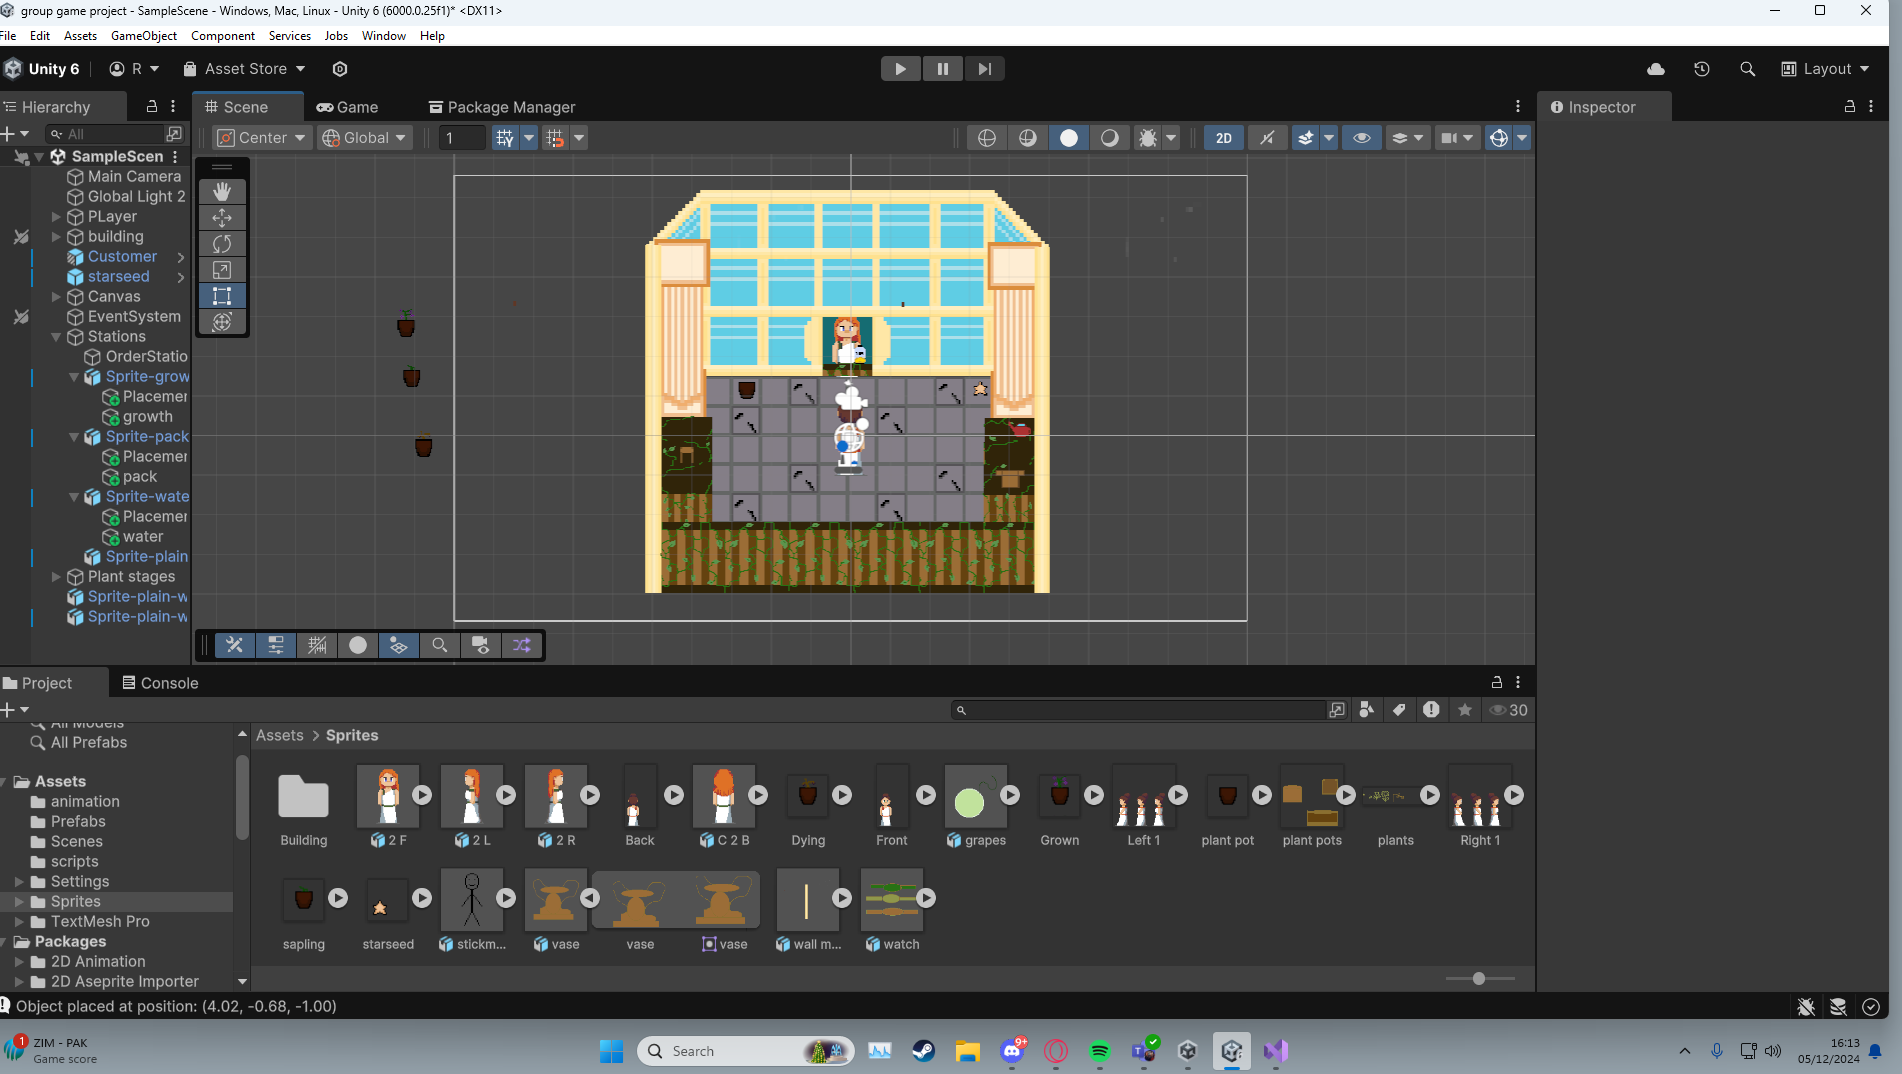 group game project - SampleScene - Windows, Mac, Linux - Unity 6 (6000.0.25f1)* <DX11>
File Edit Assets GameObject Component Services Jobs Window Help
Unity 6 R Asset Store Layout
Hierarchy Scene Game Package Manager Inspector
All Center Global 1 2D
SampleScen
Main Camera
Global Light 2
PLayer
building
Customer
starseed
Canvas
EventSystem
Stations
OrderStatio
Sprite-grow
Placemer
growth
Sprite-pack
Placemer
pack
Sprite-wate
Placemer
water
Sprite-plain
Plant stages
Sprite-plain-w
Sprite-plain-w
Project Console
30
All Models
All Prefabs
Assets
animation
Prefabs
Scenes
scripts
Settings
Sprites
TextMesh Pro
Packages
2D Animation
2D Aseprite Importer
Assets > Sprites
Building 2 F 2 L 2 R Back C 2 B Dying Front grapes Grown Left 1 plant pot plant pots plants Right 1
sapling starseed stickm... vase vase vase wall m... watch
Object placed at position: (4.02, -0.68, -1.00)
1
ZIM - PAK
Game score
Search
9+
16:13
05/12/2024